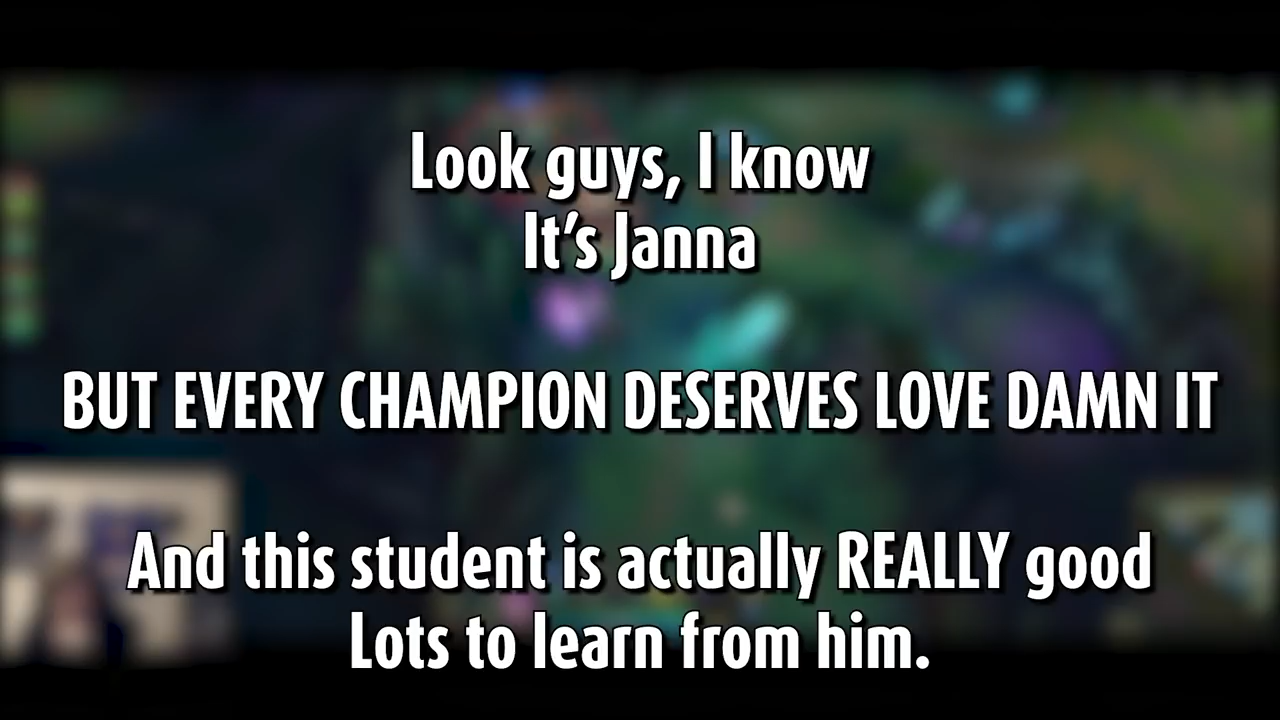 Look guys, I know
It's Janna
BUT EVERY CHAMPION DESERVES LOVE DAMN IT
And this student is actually REALLY good
Lots to learn from him.